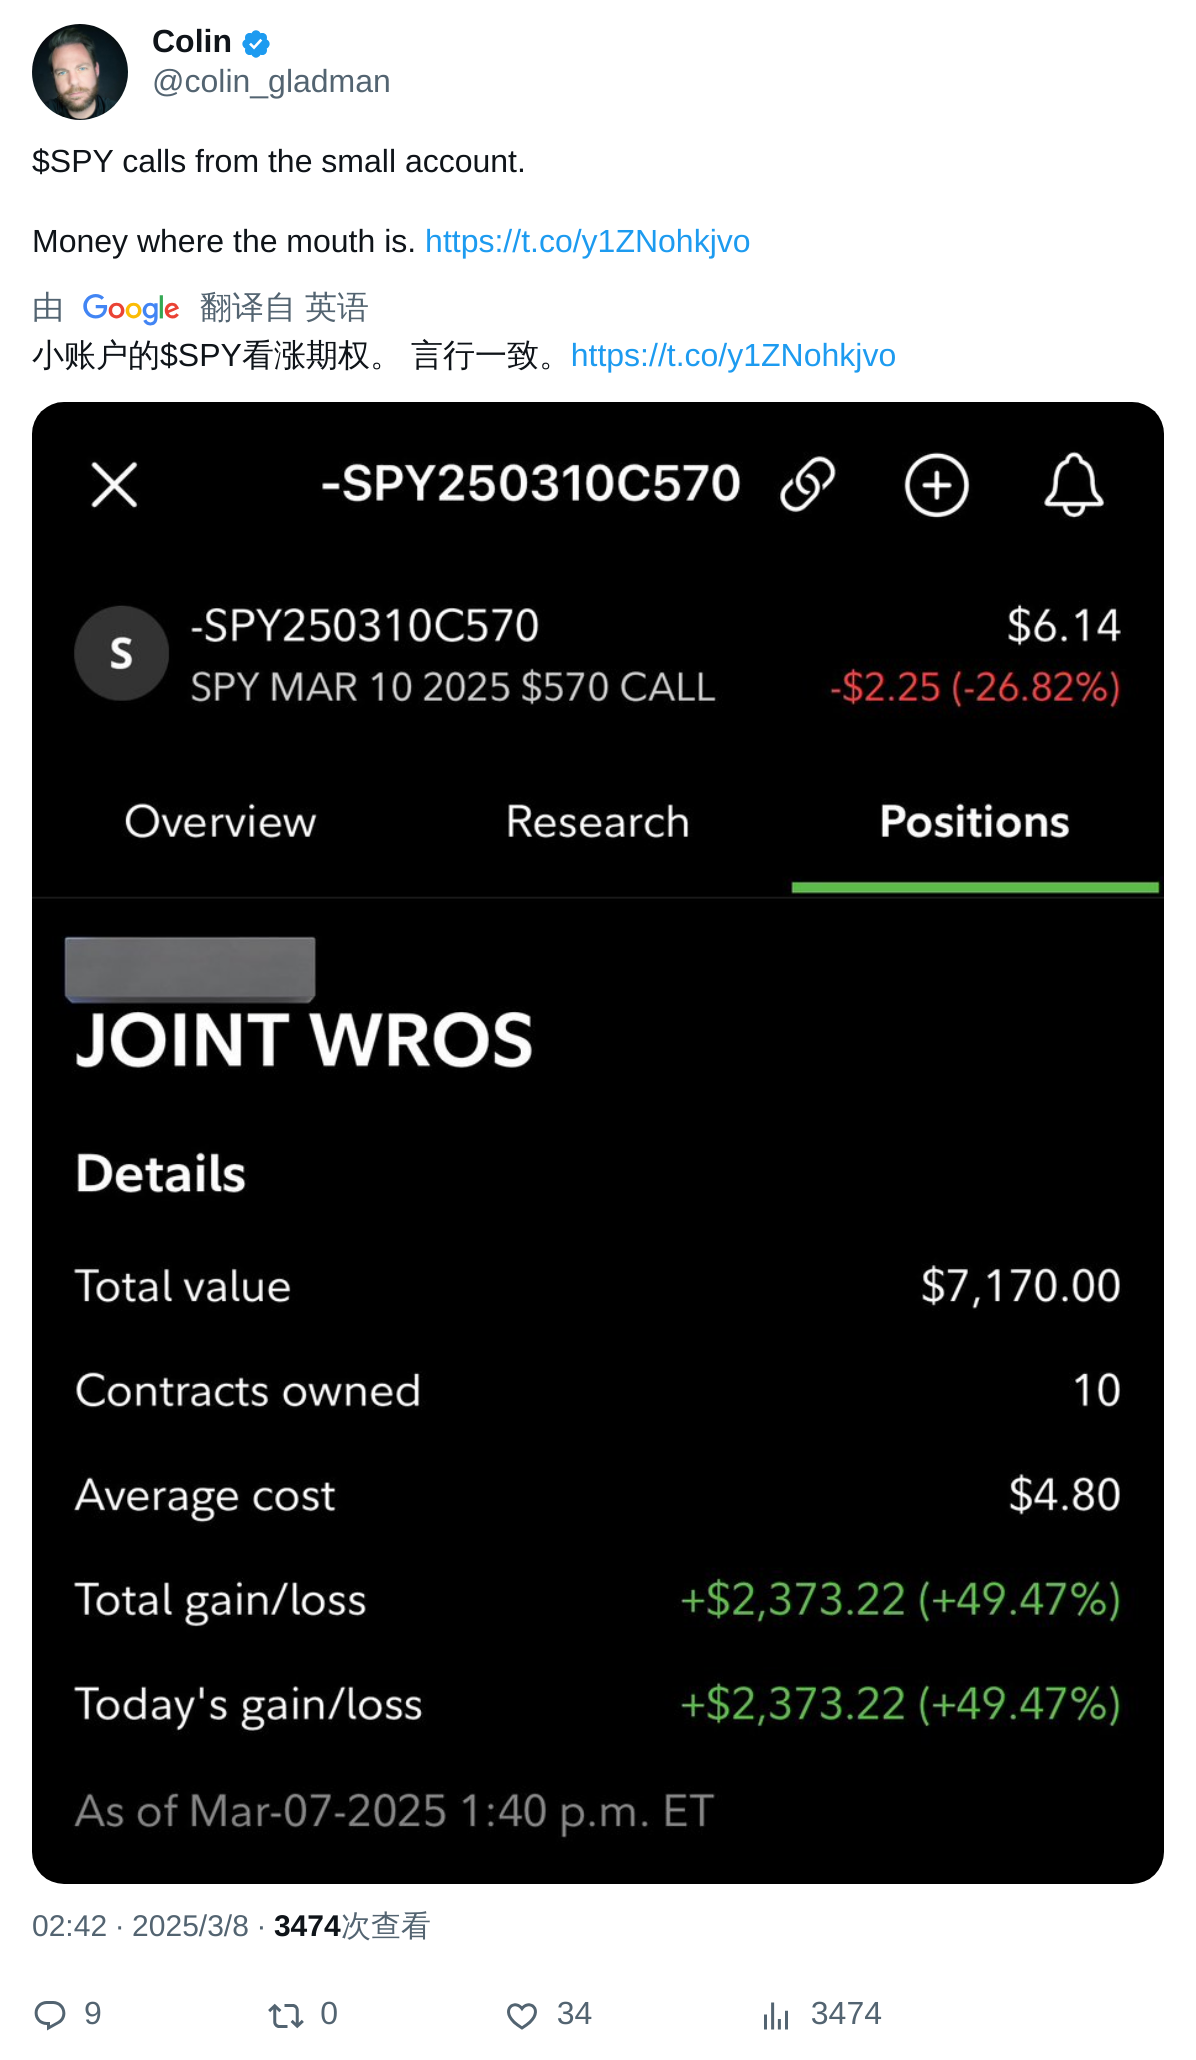 Colin
@colin_gladman
$SPY calls from the small account.
Money where the mouth is. https://t.co/y1ZNohkjvo
由 Google 翻译自 英语
小账户的$SPY看涨期权。 言行一致。https://t.co/y1ZNohkjvo
-SPY250310C570
S
-SPY250310C570
$6.14
SPY MAR 10 2025 $570 CALL
-$2.25 (-26.82%)
Overview
Research
Positions
JOINT WROS
Details
Total value
$7,170.00
Contracts owned
10
Average cost
$4.80
Total gain/loss
+$2,373.22 (+49.47%)
Today's gain/loss
+$2,373.22 (+49.47%)
As of Mar-07-2025 1:40 p.m. ET
02:42 · 2025/3/8 · 3474次查看
9
0
34
3474